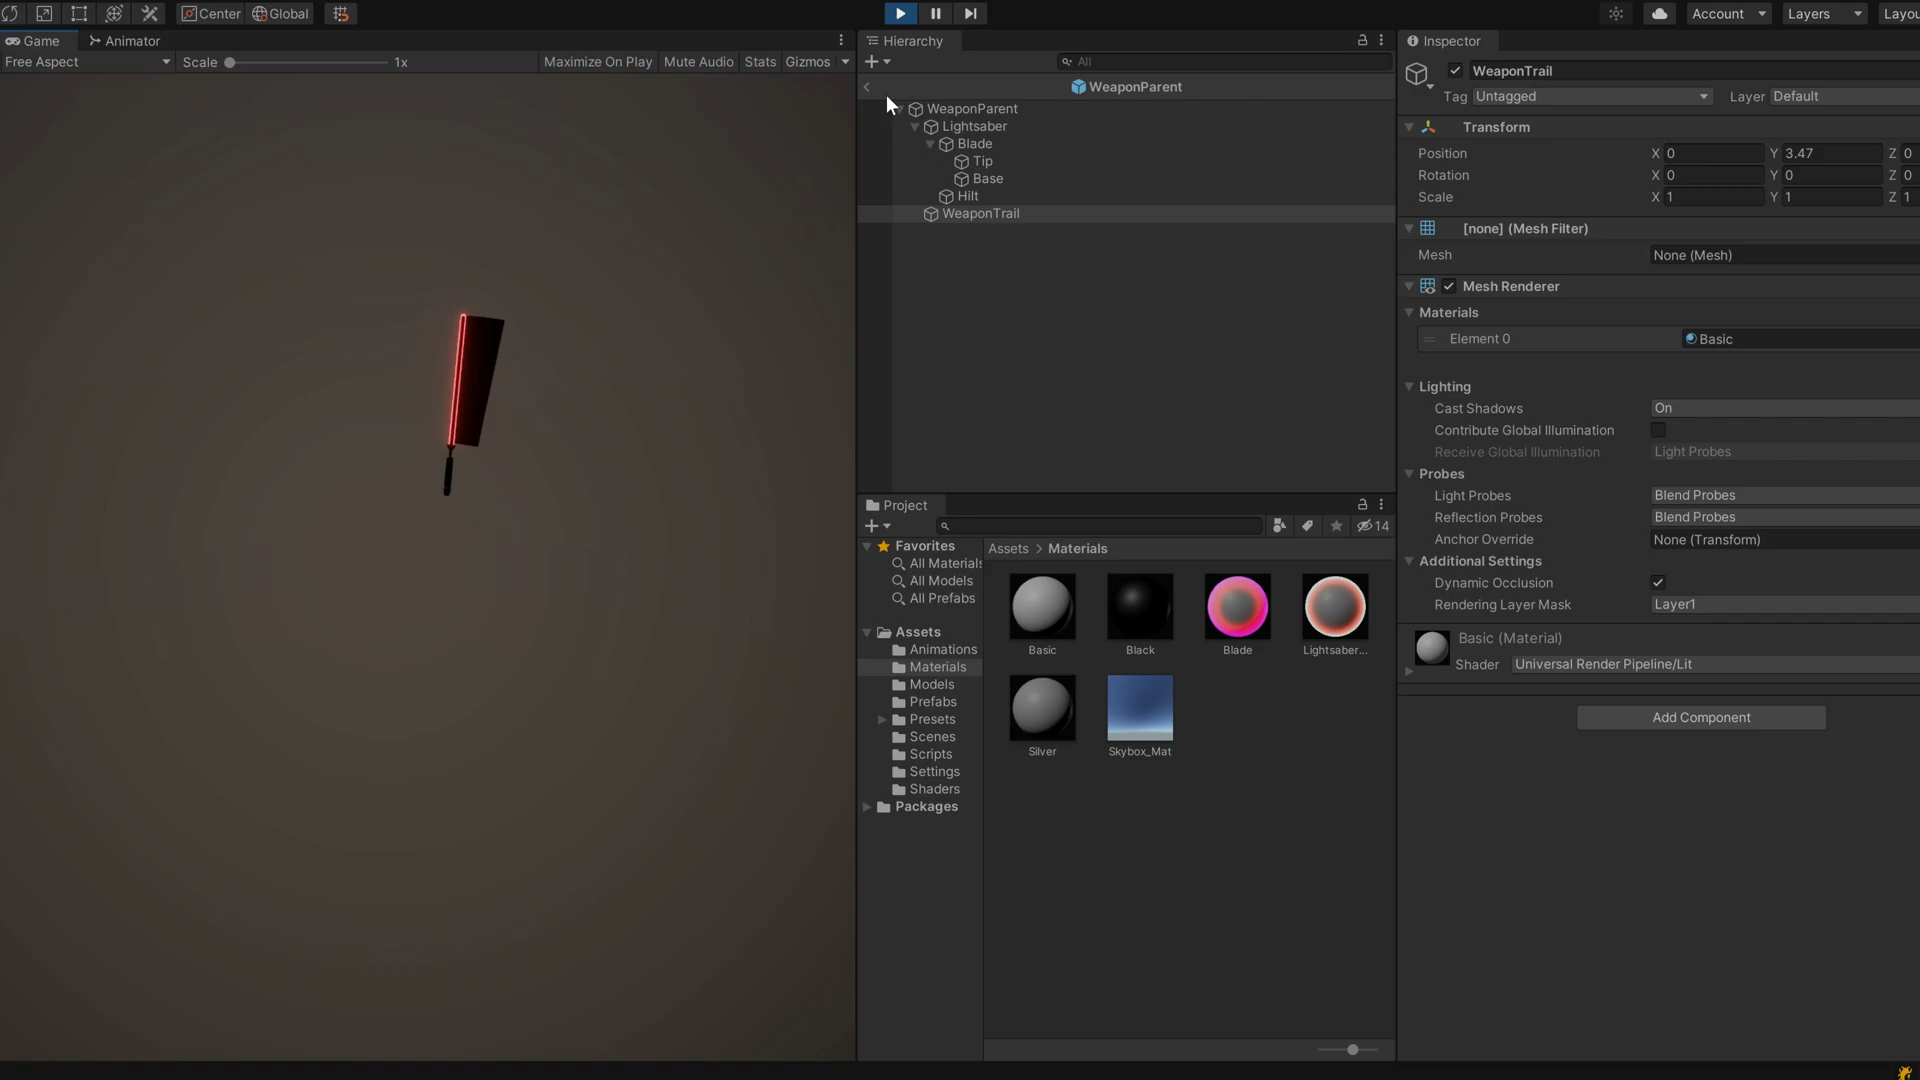 Center Global
Account Layers Layou
Game Animator
Free Aspect Scale 1x Maximize On Play Mute Audio Stats Gizmos
Hierarchy
All
WeaponParent
WeaponParent
Lightsaber
Blade
Tip
Base
Hilt
WeaponTrail
Project
14
Favorites
All Materials
All Models
All Prefabs
Assets
Animations
Materials
Models
Prefabs
Presets
Scenes
Scripts
Settings
Shaders
Packages
Assets > Materials
Basic Black Blade Lightsaber...
Silver Skybox_Mat
Inspector
WeaponTrail
Tag Untagged Layer Default
Transform
Position X 0 Y 3.47 Z 0
Rotation X 0 Y 0 Z 0
Scale X 1 Y 1 Z 1
[none] (Mesh Filter)
Mesh None (Mesh)
Mesh Renderer
Materials
Element 0 Basic
Lighting
Cast Shadows On
Contribute Global Illumination
Receive Global Illumination Light Probes
Probes
Light Probes Blend Probes
Reflection Probes Blend Probes
Anchor Override None (Transform)
Additional Settings
Dynamic Occlusion
Rendering Layer Mask Layer1
Basic (Material)
Shader Universal Render Pipeline/Lit
Add Component